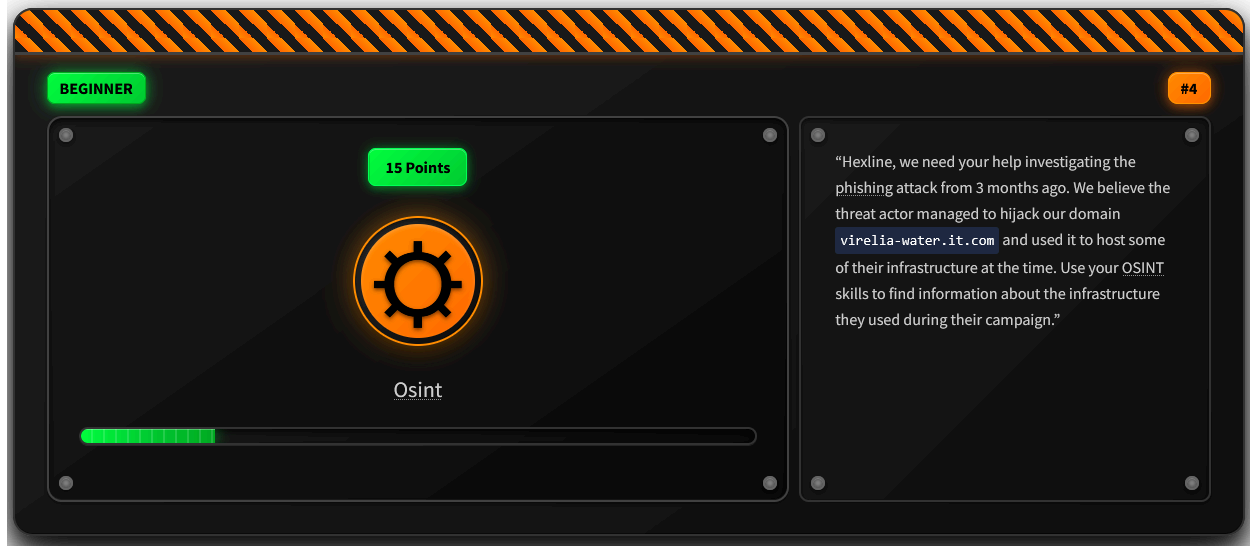 BEGINNER
#4
15 Points
Osint
“Hexline, we need your help investigating the
phishing attack from 3 months ago. We believe the
threat actor managed to hijack our domain
virelia-water.it.com and used it to host some
of their infrastructure at the time. Use your OSINT
skills to find information about the infrastructure
they used during their campaign.”